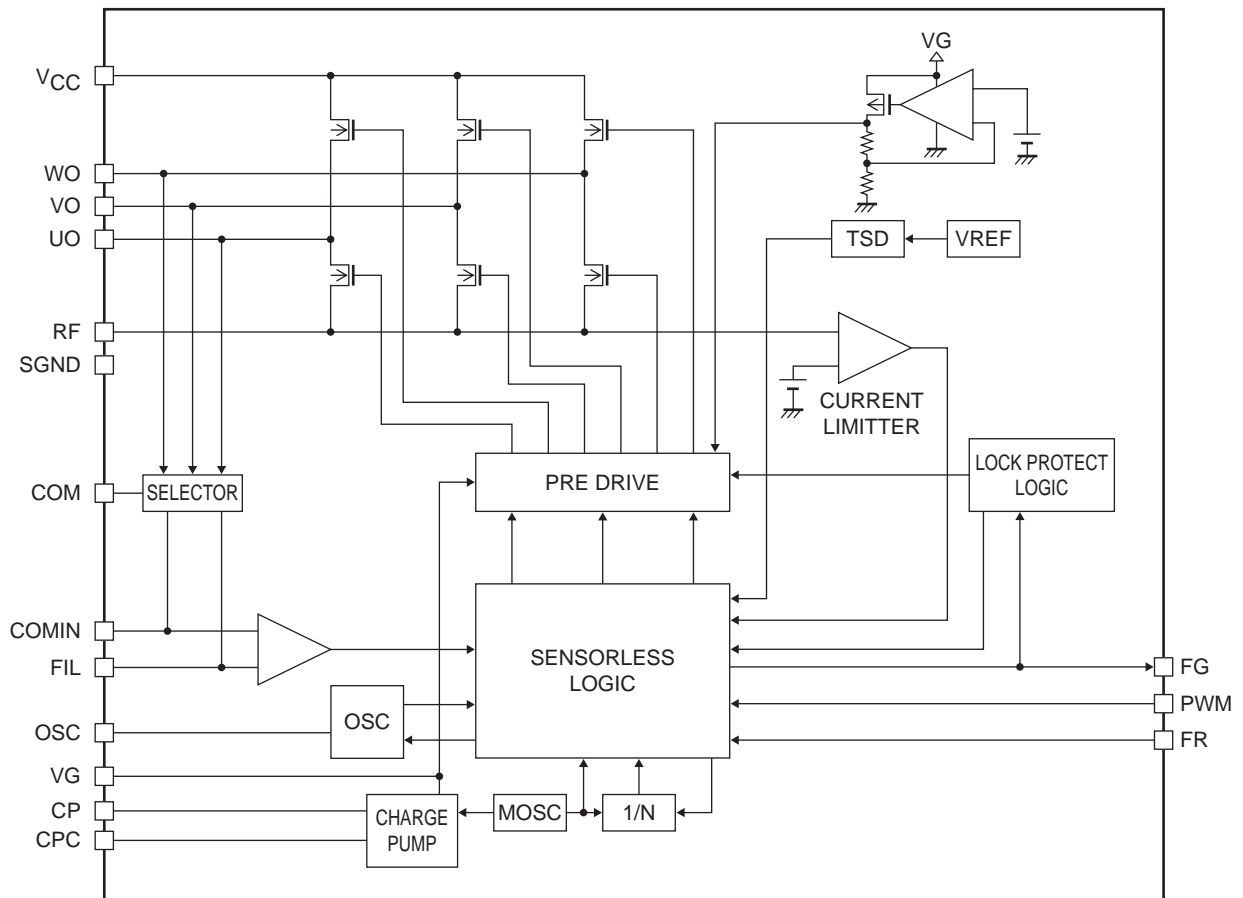 VG
VCC
WO
VO
UO
TSD
VREF
RF
SGND
CURRENT
LIMITTER
LOCK PROTECT
LOGIC
PRE DRIVE
COM
SELECTOR
COMIN
FIL
SENSORLESS
LOGIC
FG
PWM
FR
OSC
OSC
VG
CP
CPC
CHARGE
PUMP
MOSC
1/N